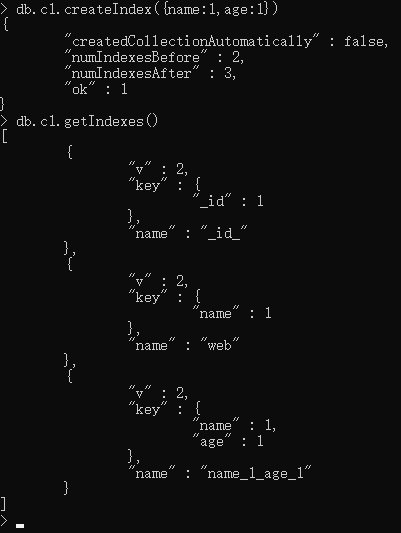 > db.c1.createIndex({name:1,age:1})
{
        "createdCollectionAutomatically" : false,
        "numIndexesBefore" : 2,
        "numIndexesAfter" : 3,
        "ok" : 1
}
> db.c1.getIndexes()
[
        {
                "v" : 2,
                "key" : {
                        "_id" : 1
                },
                "name" : "_id_"
        },
        {
                "v" : 2,
                "key" : {
                        "name" : 1
                },
                "name" : "web"
        },
        {
                "v" : 2,
                "key" : {
                        "name" : 1,
                        "age" : 1
                },
                "name" : "name_1_age_1"
        }
]
>